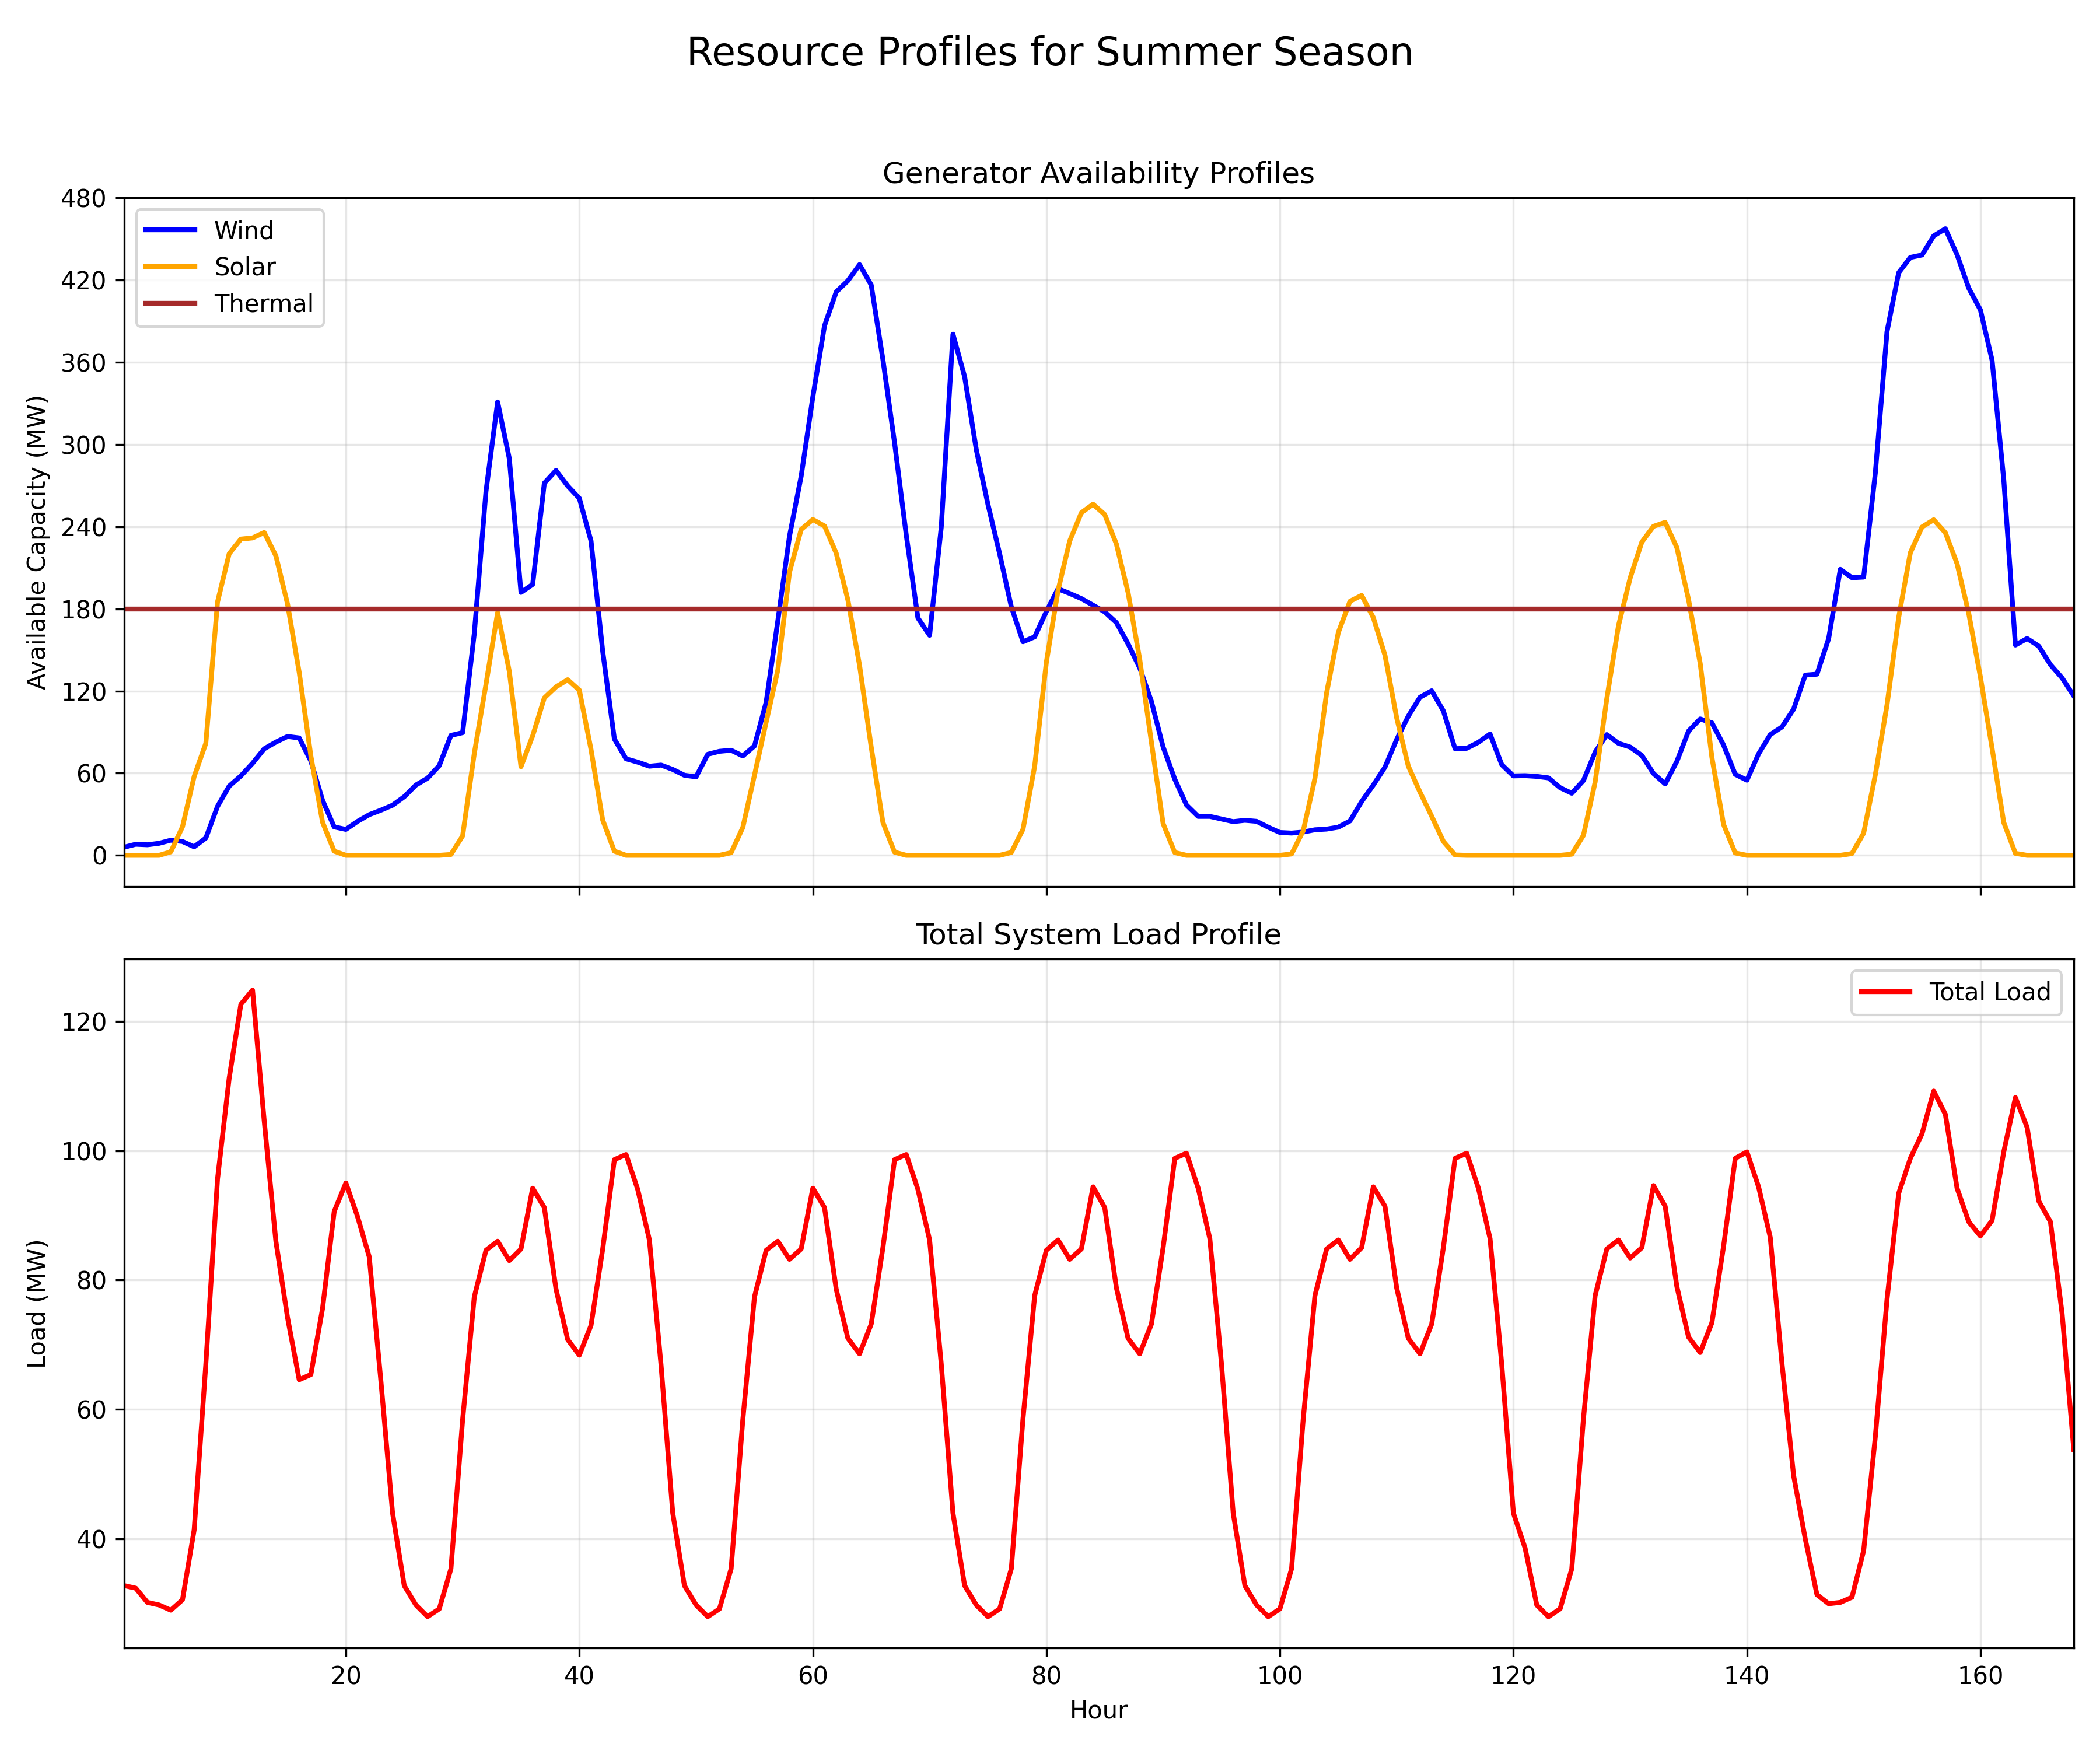 Resource Profiles for Summer Season
Generator Availability Profiles
Available Capacity (MW)
480
420
360
300
240
180
120
60
0
Wind
Solar
Thermal
Total System Load Profile
Load (MW)
120
100
80
60
40
Total Load
20 40 60 80 100 120 140 160
Hour